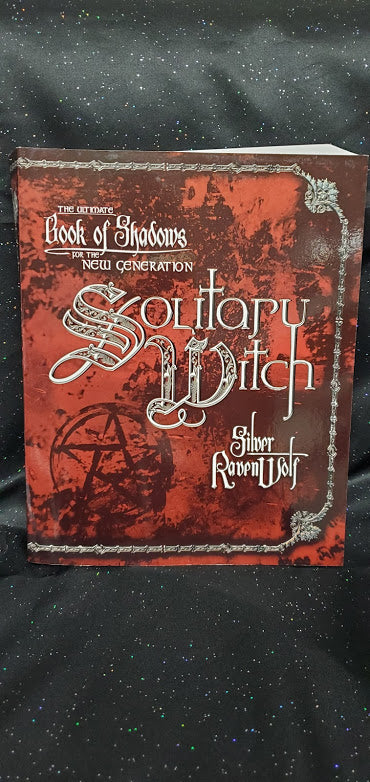 THE ULTIMATE
Book of Shadows
FOR THE
NEW GENERATION
Solitary
Witch
Silver
RavenWolf